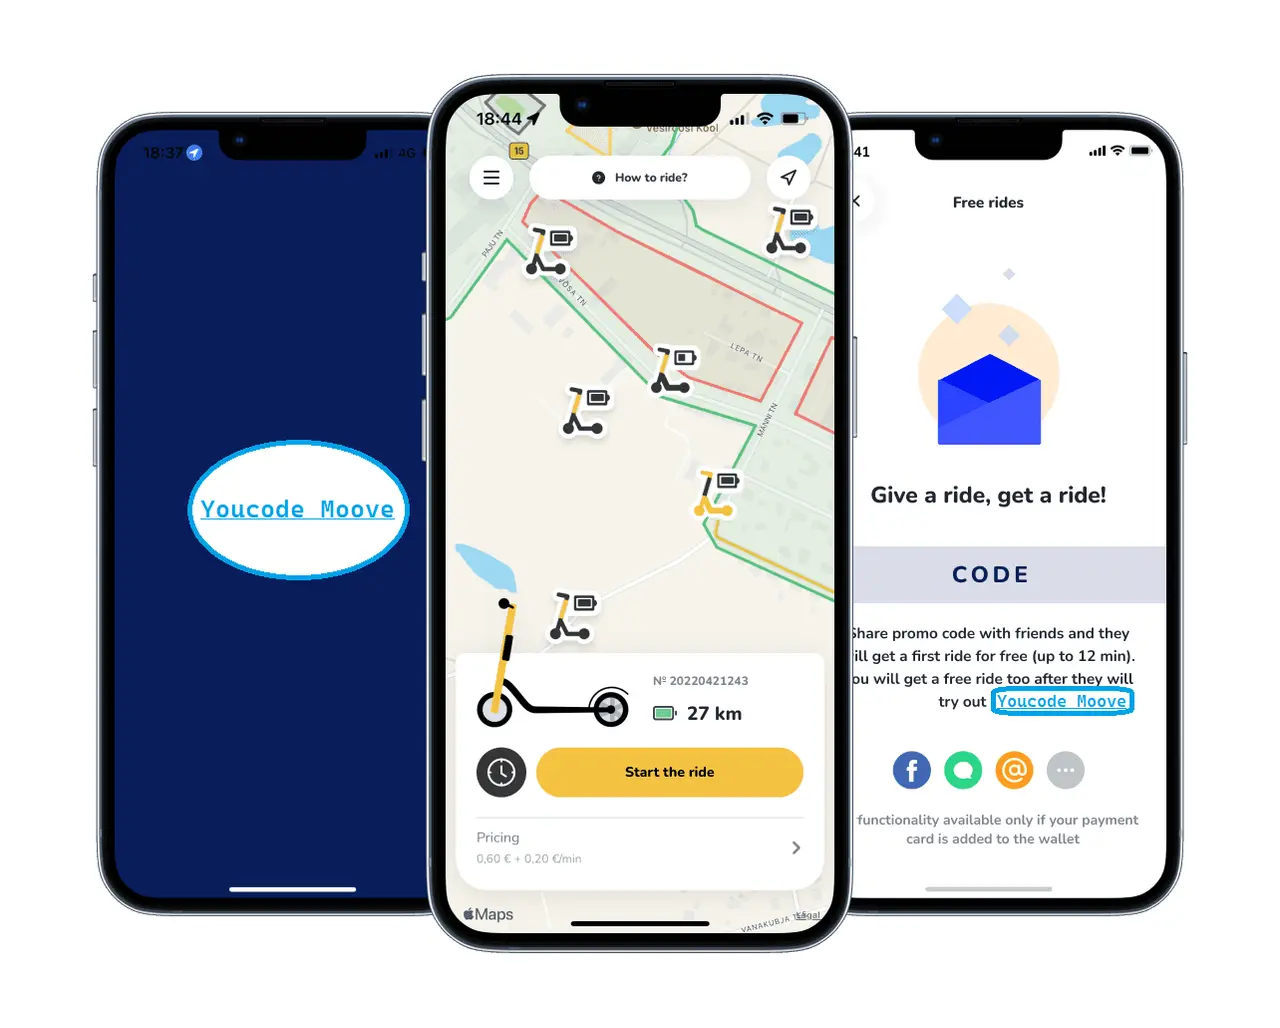 18:37
4G
Youcode Moove
18:44
Vesiroosi Kool
15
How to ride?
PAJU TN
VÕSA TN
LEPA TN
MÄNNI TN
Nº 20220421243
27 km
Start the ride
Pricing
0,60 € + 0,20 €/min
Maps
VANAKUBJA
Legal
41
Free rides
Give a ride, get a ride!
CODE
Share promo code with friends and they
ill get a first ride for free (up to 12 min).
ou will get a free ride too after they will
try out Youcode Moove
functionality available only if your payment
card is added to the wallet